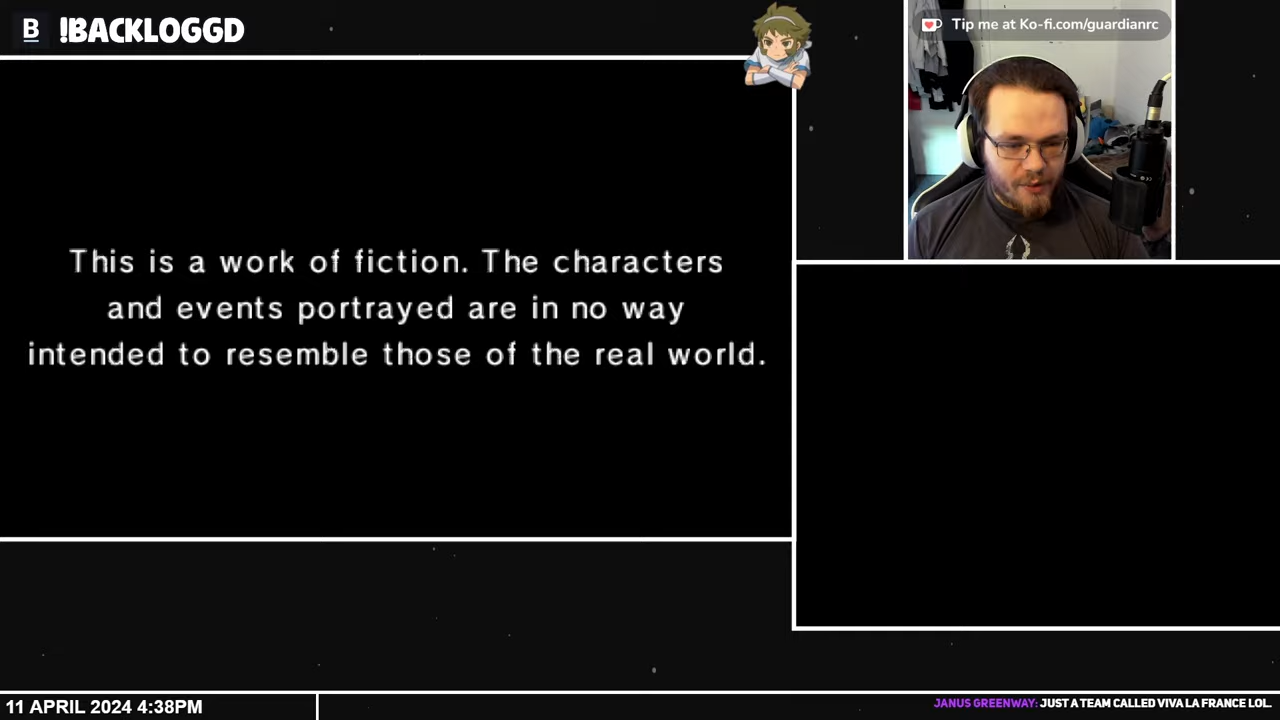 B !BACKLOGGD
Tip me at Ko-fi.com/guardianrc
This is a work of fiction. The characters
and events portrayed are in no way
intended to resemble those of the real world.
11 APRIL 2024 4:38PM
JANUS GREENWAY: JUST A TEAM CALLED VIVA LA FRANCE LOL.